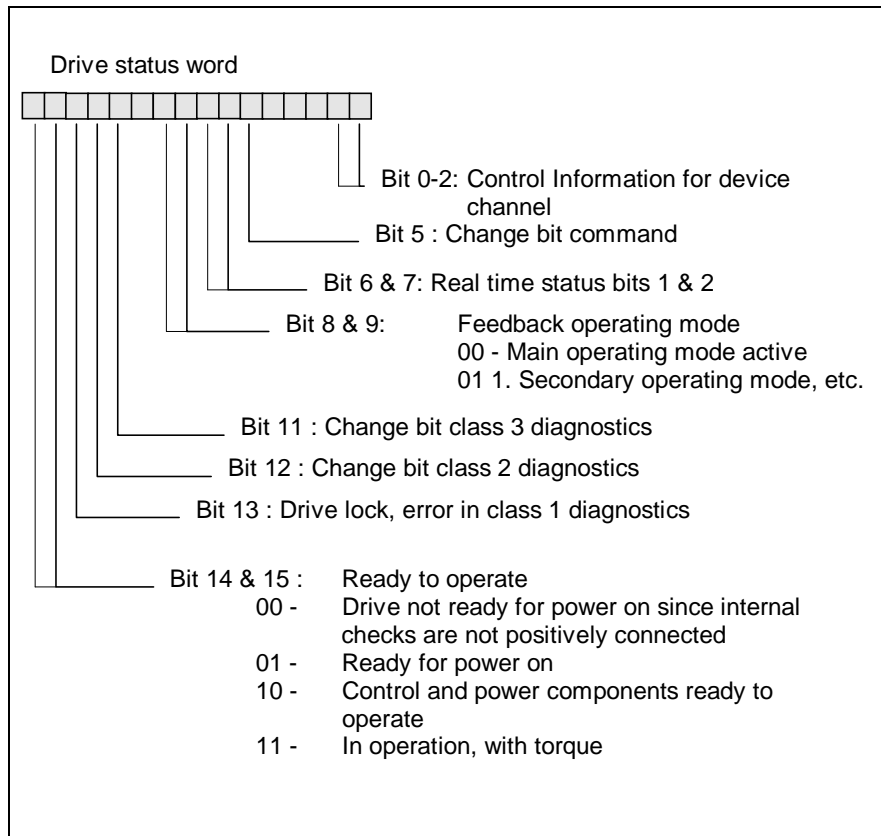 Drive status word
Bit 0-2: Control Information for device
channel
Bit 5 : Change bit command
Bit 6 & 7: Real time status bits 1 & 2
Bit 8 & 9: Feedback operating mode
00 - Main operating mode active
01 1. Secondary operating mode, etc.
Bit 11 : Change bit class 3 diagnostics
Bit 12 : Change bit class 2 diagnostics
Bit 13 : Drive lock, error in class 1 diagnostics
Bit 14 & 15 : Ready to operate
00 - Drive not ready for power on since internal
checks are not positively connected
01 - Ready for power on
10 - Control and power components ready to
operate
11 - In operation, with torque